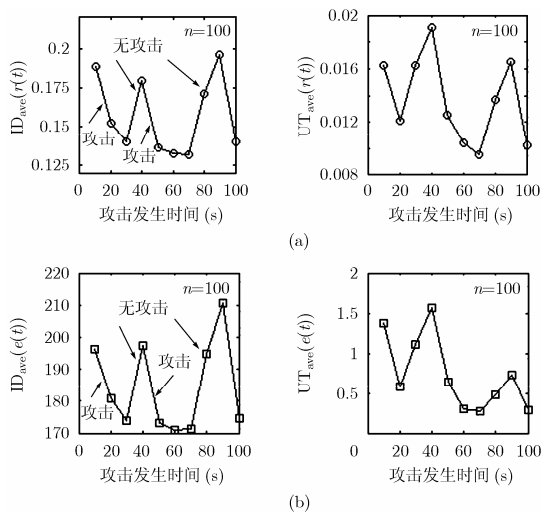 n=100
0.2
0.175
0.15
0.125
IDave(r(t))
无攻击
攻击
攻击
0 20 40 60 80 100
攻击发生时间 (s)
n=100
0.02
0.016
0.012
0.008
UTave(r(t))
0 20 40 60 80 100
攻击发生时间 (s)
(a)
n=100
220
210
200
190
180
170
IDave(e(t))
无攻击
攻击
攻击
0 20 40 60 80 100
攻击发生时间 (s)
n=100
2
1.5
1
0.5
UTave(e(t))
0 20 40 60 80 100
攻击发生时间 (s)
(b)